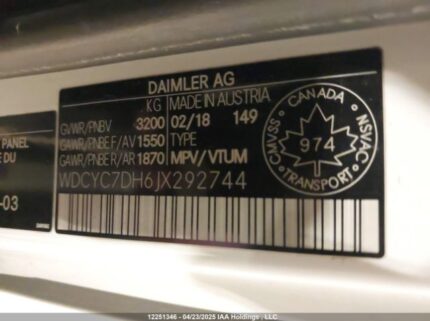 DAIMLER AG
KG MADE IN AUSTRIA
GVWR/PNBV 3200 02/18 149
GAWR/PNBE F/AV 1550 TYPE
GAWR/PNBE R/AR 1870 MPV/VTUM
WDCYC7DH6JX292744
CANADA
CMVSS
974
NSVAC
TRANSPORT
PANEL
DU
-03
12251346 - 04/23/2025 IAA Holdings, LLC.